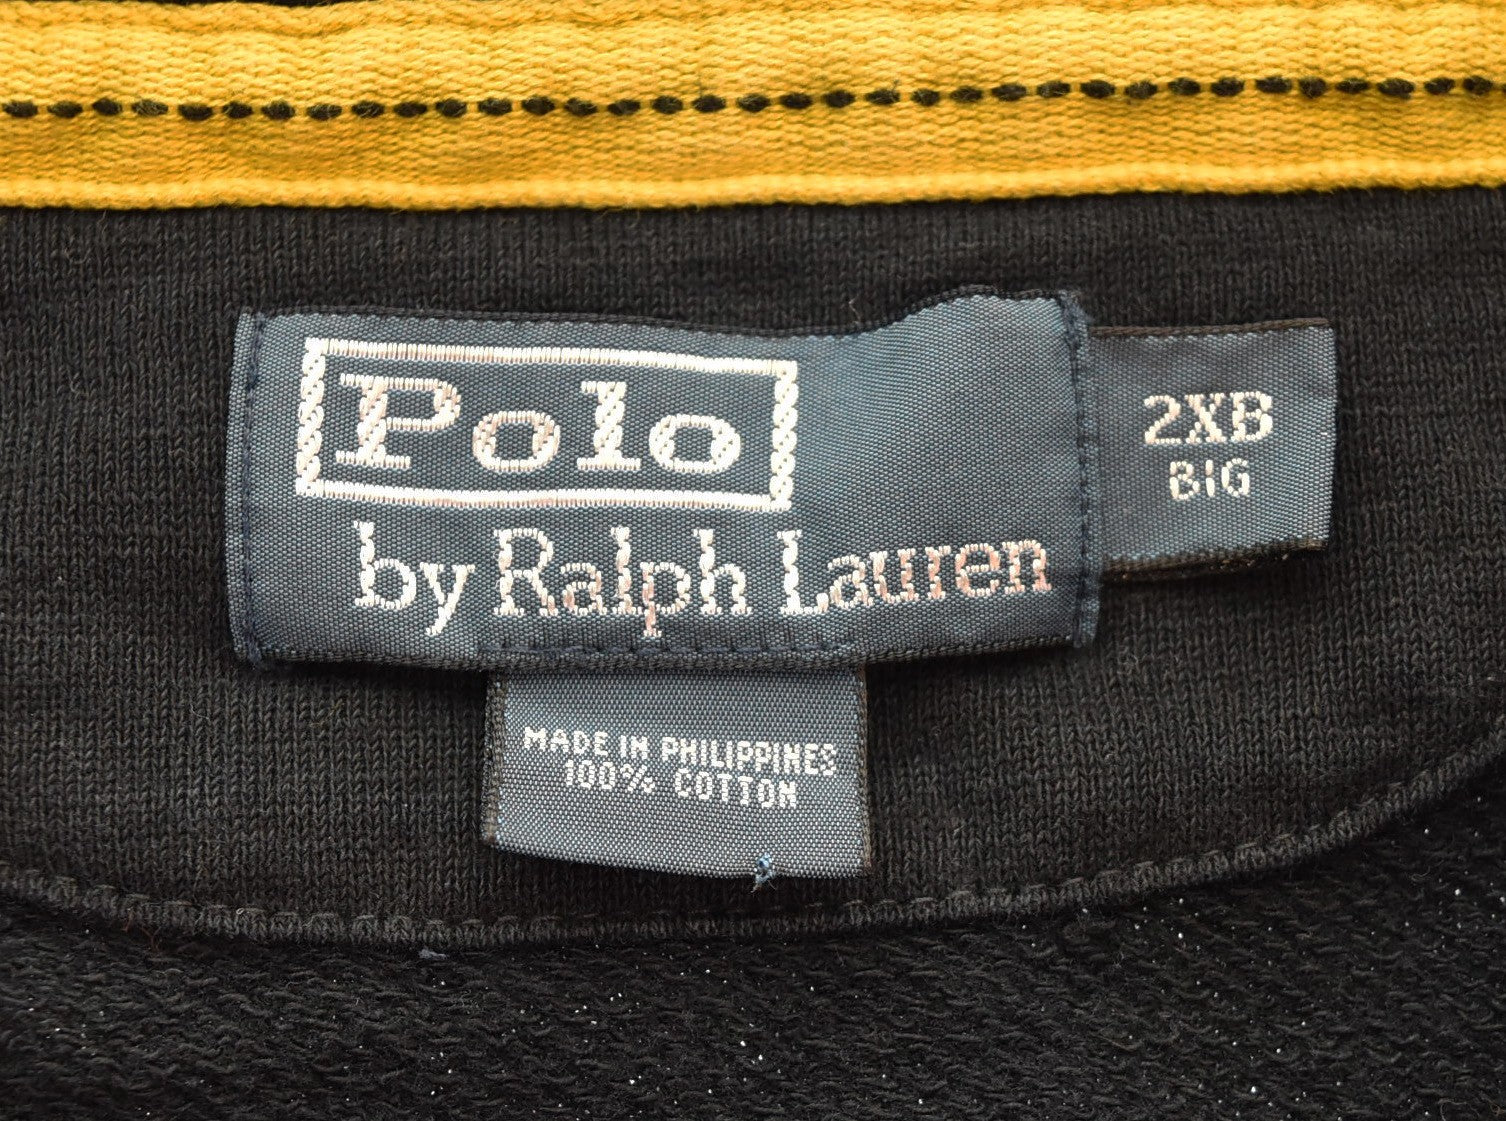 Polo
by Ralph Lauren
2XB
BIG
MADE IN PHILIPPINES
100% COTTON